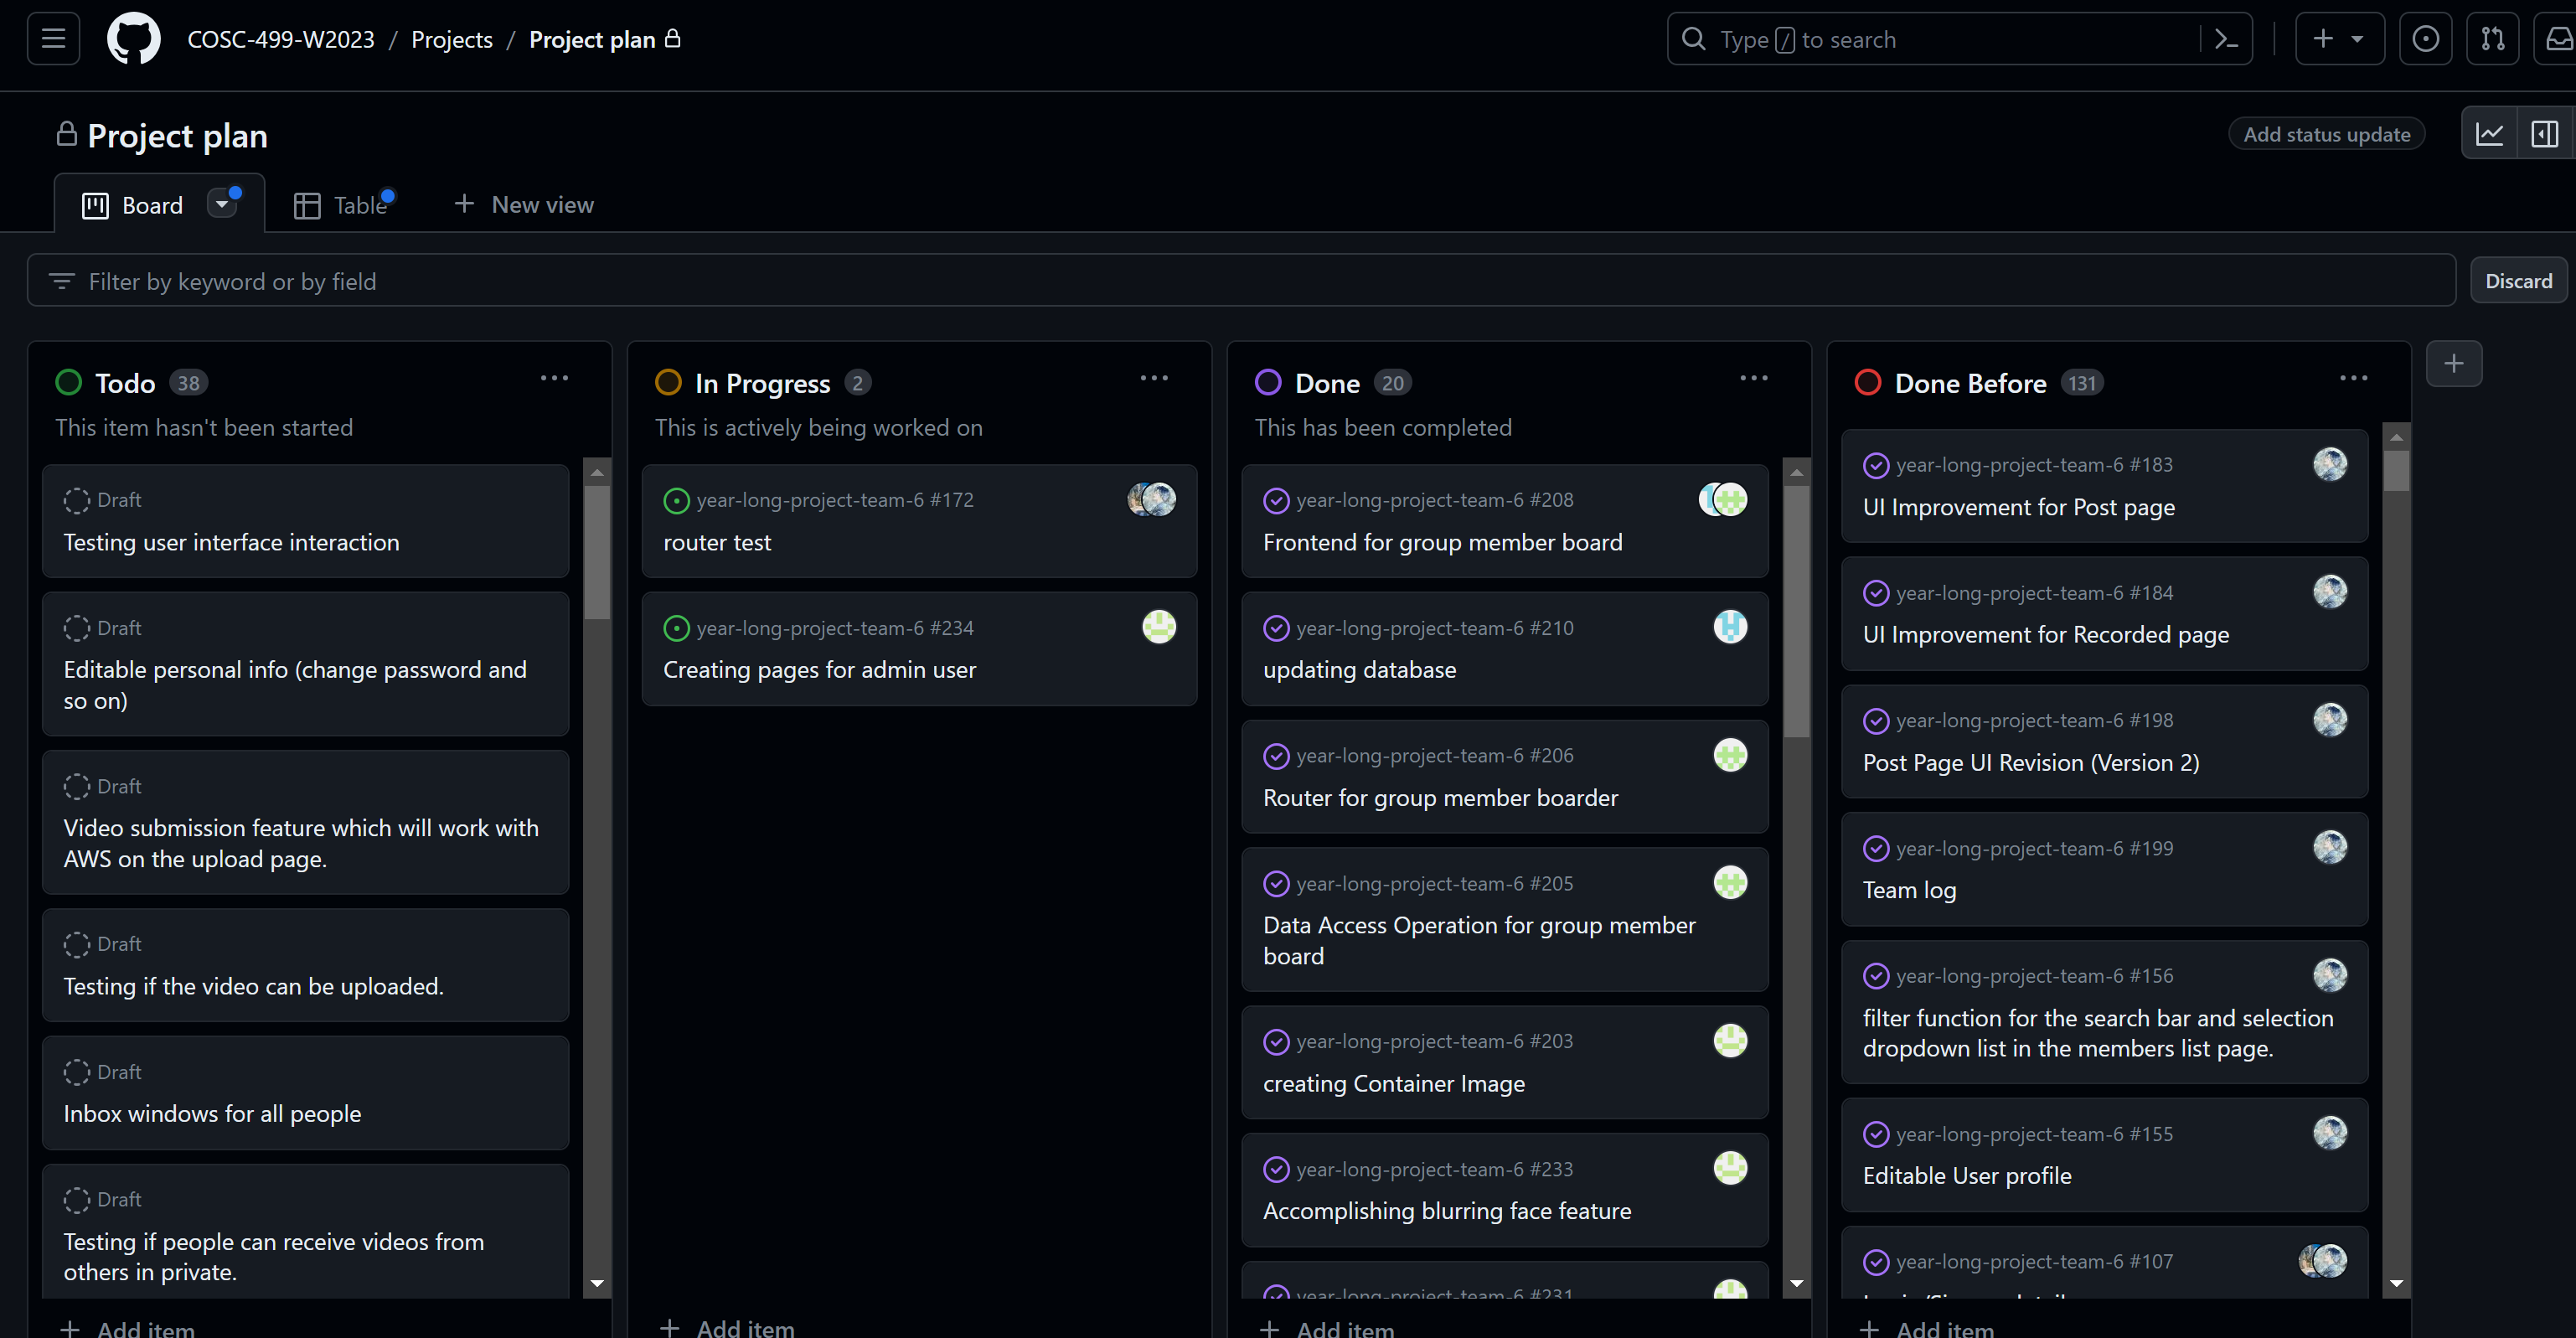 COSC-499-W2023 / Projects / Project plan
Type / to search
Project plan
Add status update
Board
Table
New view
Filter by keyword or by field
Discard
Todo 38
This item hasn't been started
Draft
Testing user interface interaction
Draft
Editable personal info (change password and
so on)
Draft
Video submission feature which will work with
AWS on the upload page.
Draft
Testing if the video can be uploaded.
Draft
Inbox windows for all people
Draft
Testing if people can receive videos from
others in private.
Add item
In Progress 2
This is actively being worked on
year-long-project-team-6 #172
router test
year-long-project-team-6 #234
Creating pages for admin user
Add item
Done 20
This has been completed
year-long-project-team-6 #208
Frontend for group member board
year-long-project-team-6 #210
updating database
year-long-project-team-6 #206
Router for group member boarder
year-long-project-team-6 #205
Data Access Operation for group member
board
year-long-project-team-6 #203
creating Container Image
year-long-project-team-6 #233
Accomplishing blurring face feature
year-long-project-team-6 #231
Add item
Done Before 131
year-long-project-team-6 #183
UI Improvement for Post page
year-long-project-team-6 #184
UI Improvement for Recorded page
year-long-project-team-6 #198
Post Page UI Revision (Version 2)
year-long-project-team-6 #199
Team log
year-long-project-team-6 #156
filter function for the search bar and selection
dropdown list in the members list page.
year-long-project-team-6 #155
Editable User profile
year-long-project-team-6 #107
Add item